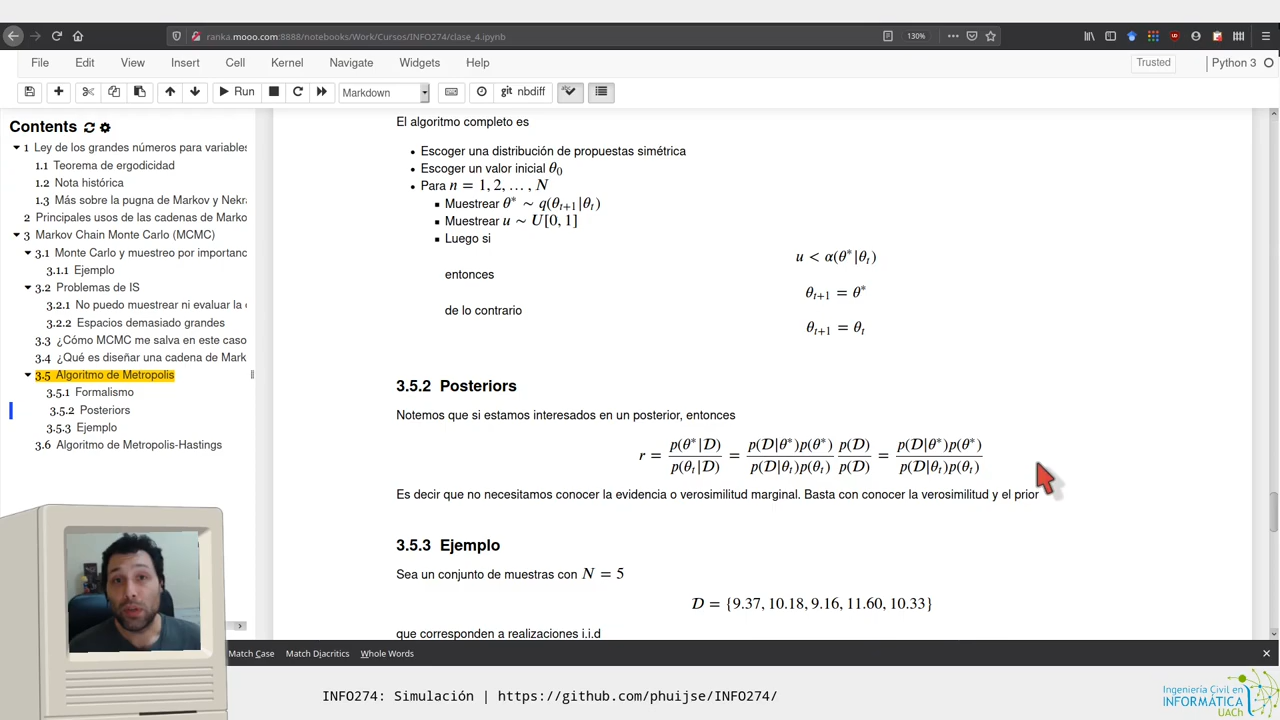 ranka.mooo.com:8888/notebooks/Work/Cursos/INFO274/clase_4.ipynb
130%
File Edit View Insert Cell Kernel Navigate Widgets Help
Trusted
Python 3
Run
Markdown
git nbdiff
Contents
1 Ley de los grandes números para variables
1.1 Teorema de ergodicidad
1.2 Nota histórica
1.3 Más sobre la pugna de Markov y Nekra
2 Principales usos de las cadenas de Marko
3 Markov Chain Monte Carlo (MCMC)
3.1 Monte Carlo y muestreo por importanc
3.1.1 Ejemplo
3.2 Problemas de IS
3.2.1 No puedo muestrear ni evaluar la
3.2.2 Espacios demasiado grandes
3.3 ¿Cómo MCMC me salva en este caso
3.4 ¿Qué es diseñar una cadena de Mark
3.5 Algoritmo de Metropolis
3.5.1 Formalismo
3.5.2 Posteriors
3.5.3 Ejemplo
3.6 Algoritmo de Metropolis-Hastings
El algoritmo completo es
• Escoger una distribución de propuestas simétrica
• Escoger un valor inicial θ₀
• Para n = 1, 2, … , N
▪ Muestrear θ* ∼ q(θₜ₊₁|θₜ)
▪ Muestrear u ∼ U[0, 1]
▪ Luego si
u < α(θ*|θₜ)
entonces
θₜ₊₁ = θ*
de lo contrario
θₜ₊₁ = θₜ
3.5.2 Posteriors
Notemos que si estamos interesados en un posterior, entonces
r = p(θ*|𝒟)/p(θₜ|𝒟) = p(𝒟|θ*)p(θ*)/p(𝒟|θₜ)p(θₜ) p(𝒟)/p(𝒟) = p(𝒟|θ*)p(θ*)/p(𝒟|θₜ)p(θₜ)
Es decir que no necesitamos conocer la evidencia o verosimilitud marginal. Basta con conocer la verosimilitud y el prior
3.5.3 Ejemplo
Sea un conjunto de muestras con N = 5
𝒟 = {9.37, 10.18, 9.16, 11.60, 10.33}
que corresponden a realizaciones i.i.d
Match Case Match Diacritics Whole Words
INFO274: Simulación | https://github.com/phuijse/INFO274/
Ingeniería Civil en
INFORMÁTICA
UACh